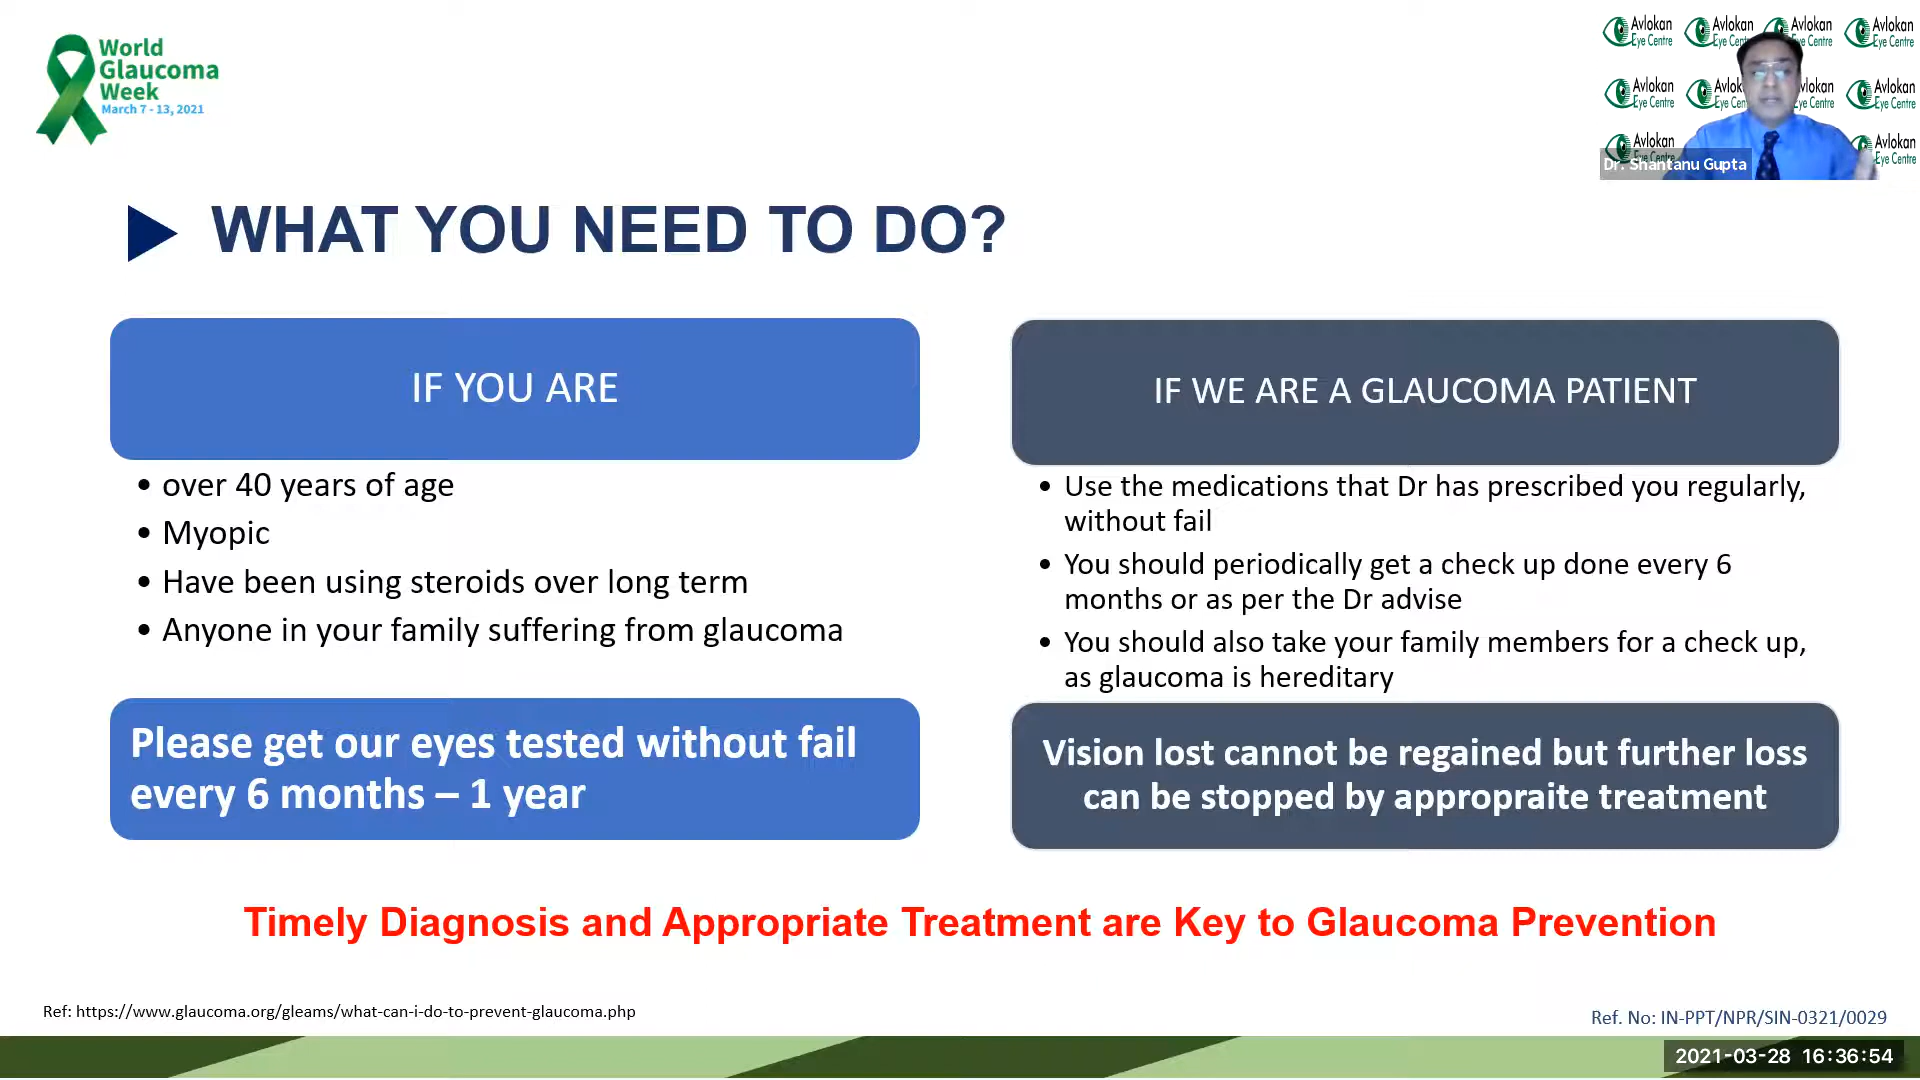 World
Glaucoma
Week
March 7 - 13, 2021
Avlokan Avlokan Avlokan Avlokan
Eye Centre Eye Centre Eye Centre Eye Centre
Avlokan Avlokan
Eye Centre Eye Centre Eye Centre
Avlokan Avlokan
Eye Centre
Dr. Shantanu Gupta
WHAT YOU NEED TO DO?
IF YOU ARE
• over 40 years of age
• Myopic
• Have been using steroids over long term
• Anyone in your family suffering from glaucoma
Please get our eyes tested without fail
every 6 months – 1 year
IF WE ARE A GLAUCOMA PATIENT
• Use the medications that Dr has prescribed you regularly,
without fail
• You should periodically get a check up done every 6
months or as per the Dr advise
• You should also take your family members for a check up,
as glaucoma is hereditary
Vision lost cannot be regained but further loss
can be stopped by appropraite treatment
Timely Diagnosis and Appropriate Treatment are Key to Glaucoma Prevention
Ref: https://www.glaucoma.org/gleams/what-can-i-do-to-prevent-glaucoma.php
Ref. No: IN-PPT/NPR/SIN-0321/0029
2021-03-28 16:36:54